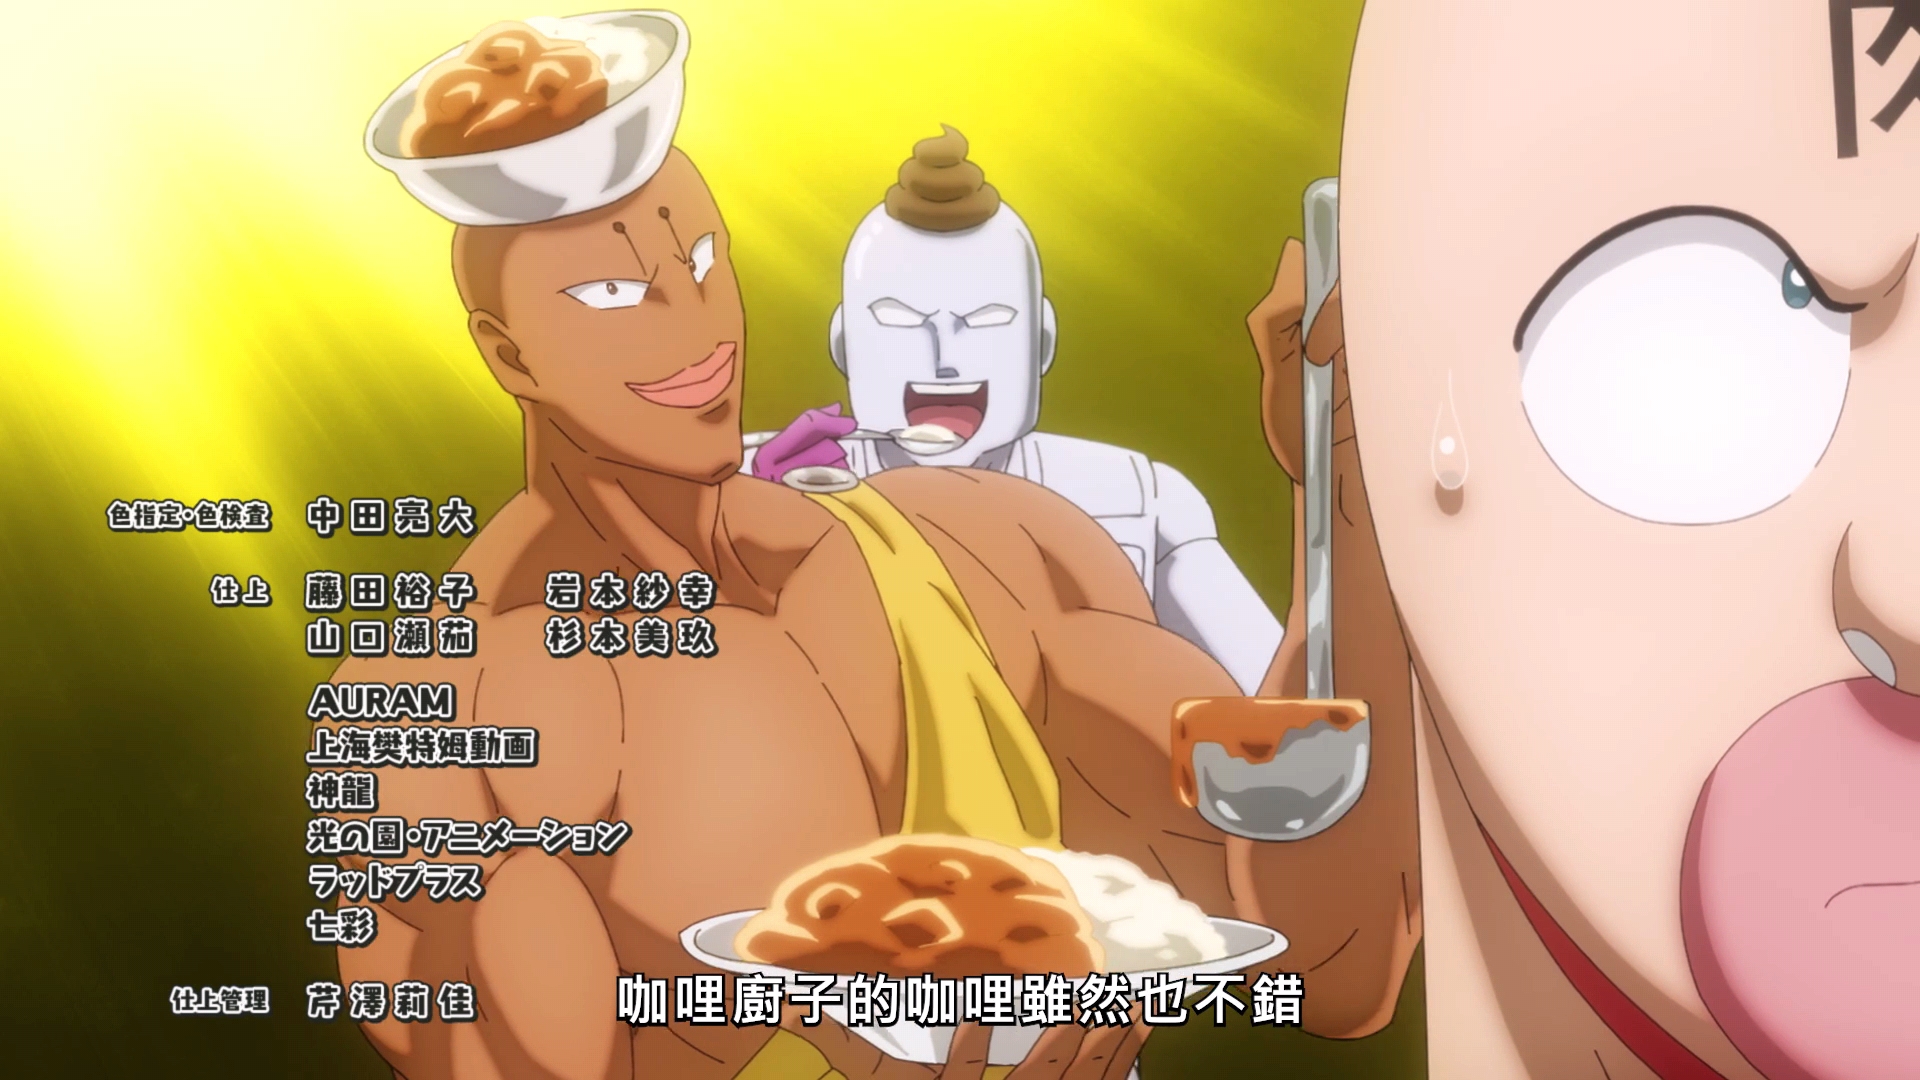 肉
色指定・色検査　中田亮大
仕上　藤田裕子　岩本紗幸
山口瀬茄　杉本美玖
AURAM
上海樊特姆動画
神龍
光の園・アニメーション
ラッドプラス
七彩
仕上管理　芹澤莉佳
咖哩廚子的咖哩雖然也不錯